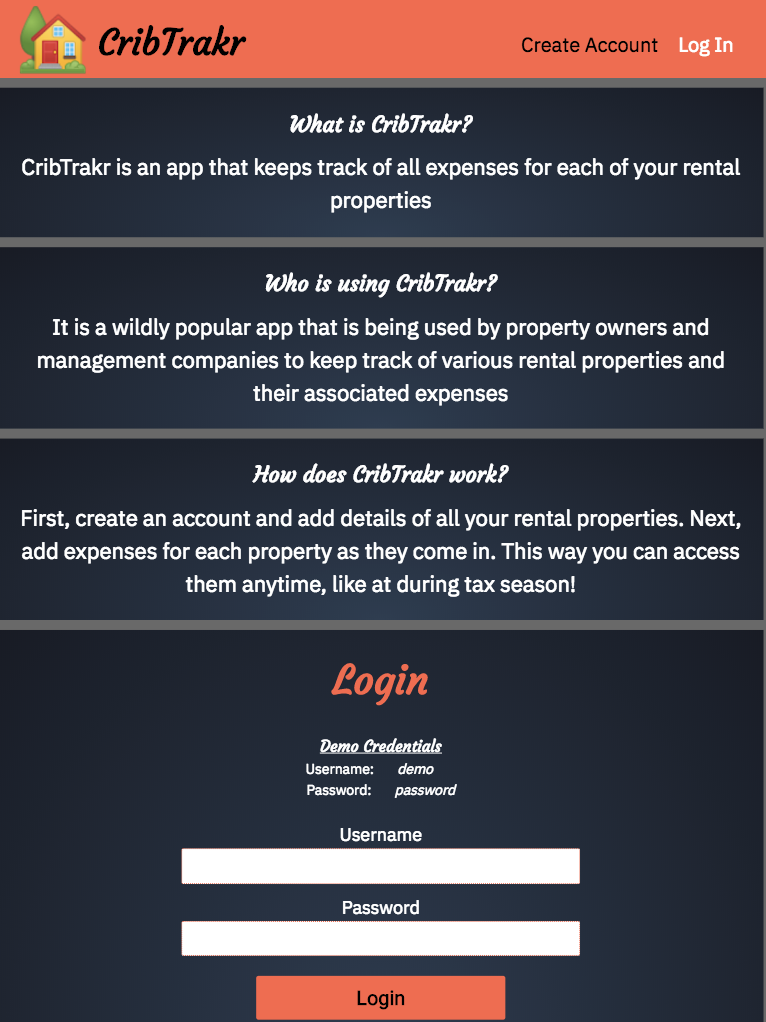 CribTrakr
Create Account Log In
What is CribTrakr?
CribTrakr is an app that keeps track of all expenses for each of your rental
properties
Who is using CribTrakr?
It is a wildly popular app that is being used by property owners and
management companies to keep track of various rental properties and
their associated expenses
How does CribTrakr work?
First, create an account and add details of all your rental properties. Next,
add expenses for each property as they come in. This way you can access
them anytime, like at during tax season!
Login
Demo Credentials
Username: demo
Password: password
Username
Password
Login